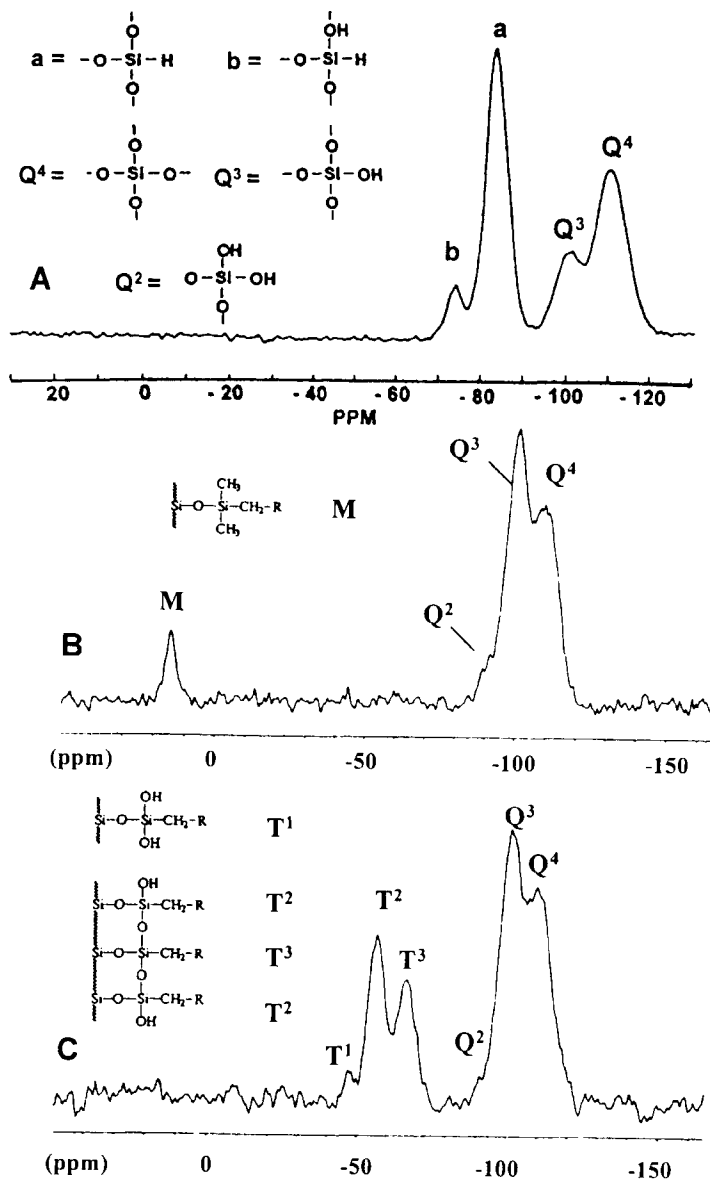 O OH a
a = -O-Si-H b = -O-Si-H
O O
O O
Q⁴ = -O-Si-O- Q³ = -O-Si-OH
O O
Q⁴
Q³
b
OH
A Q² = O-Si-OH
O
20 0 -20 -40 -60 -80 -100 -120
PPM
Q³
Q⁴
CH₃
Si-O-Si-CH₂-R M
CH₃
M
Q²
B
(ppm) 0 -50 -100 -150
OH
Si-O-Si-CH₂-R T¹
OH
Q³
Q⁴
OH
Si-O-Si-CH₂-R T²
O
T²
Si-O-Si-CH₂-R T³
O
T³
Si-O-Si-CH₂-R T²
OH
Q²
C T¹
(ppm) 0 -50 -100 -150